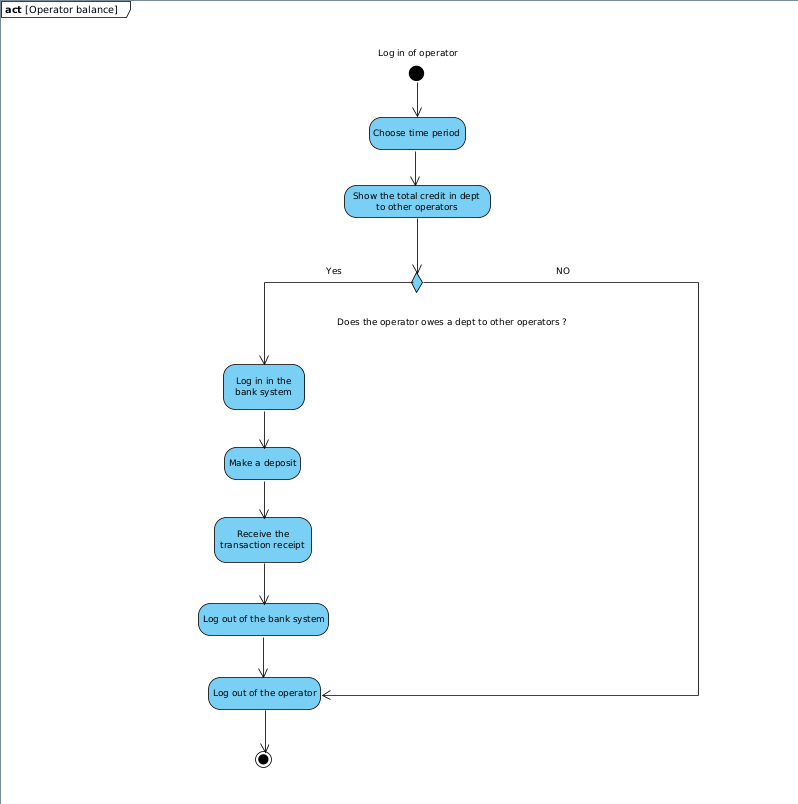 act [Operator balance]
Log in of operator
Choose time period
Show the total credit in dept
to other operators
Yes
NO
Does the operator owes a dept to other operators ?
Log in in the
bank system
Make a deposit
Receive the
transaction receipt
Log out of the bank system
Log out of the operator